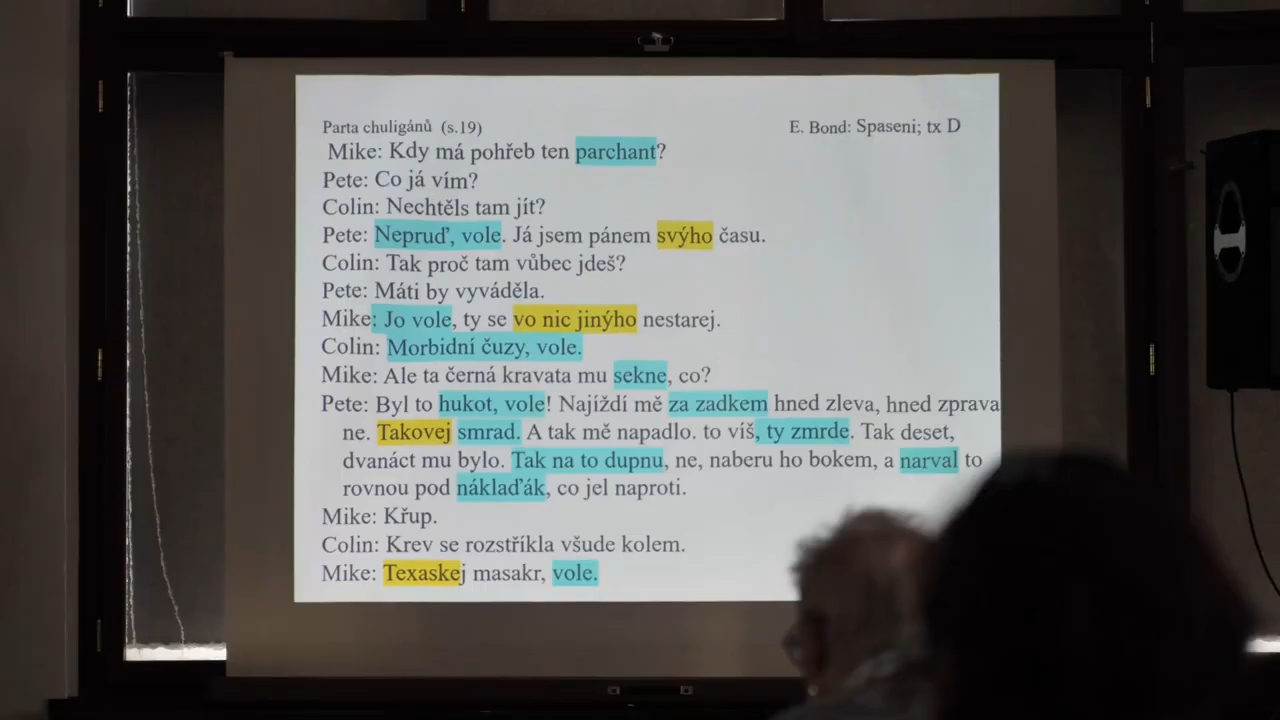 Parta chuligánů (s.19)
E. Bond: Spaseni; tx D
Mike: Kdy má pohřeb ten parchant?
Pete: Co já vím?
Colin: Nechtěls tam jít?
Pete: Nepruď, vole. Já jsem pánem svýho času.
Colin: Tak proč tam vůbec jdeš?
Pete: Máti by vyváděla.
Mike: Jo vole, ty se vo nic jinýho nestarej.
Colin: Morbidní čuzy, vole.
Mike: Ale ta černá kravata mu sekne, co?
Pete: Byl to hukot, vole! Najíždí mě za zadkem hned zleva, hned zprava
ne. Takovej smrad. A tak mě napadlo. to víš, ty zmrde. Tak deset,
dvanáct mu bylo. Tak na to dupnu, ne, naberu ho bokem, a narval to
rovnou pod náklaďák, co jel naproti.
Mike: Křup.
Colin: Krev se rozstříkla všude kolem.
Mike: Texaskej masakr, vole.